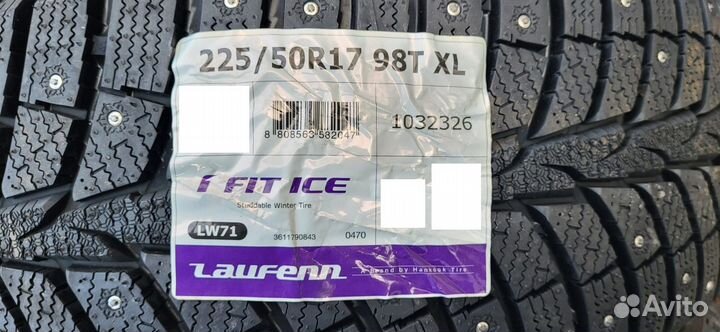 225/50R17 98T XL
8 808563 582047
1032326
I FIT ICE
Studdable Winter Tire
LW71
3611790843
0470
Laufenn
A brand by Hankook Tire.
Avito